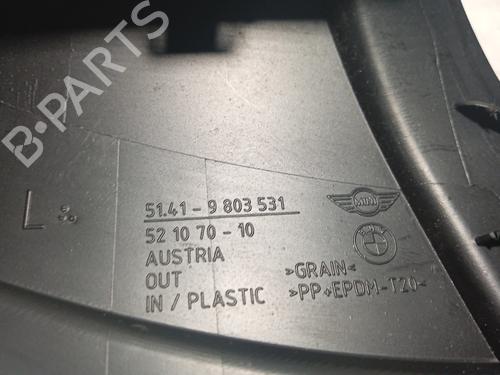 B-PARTS
L
51.41 - 9 803 531
52 10 70 - 10
AUSTRIA
OUT
IN / PLASTIC
MINI
>GRAIN<
>PP+EPDM-T20<